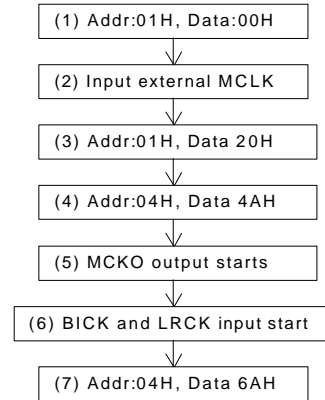 (1) Addr:01H, Data:00H
(2) Input external MCLK
(3) Addr:01H, Data 20H
(4) Addr:04H, Data 4AH
(5) MCKO output starts
(6) BICK and LRCK input start
(7) Addr:04H, Data 6AH